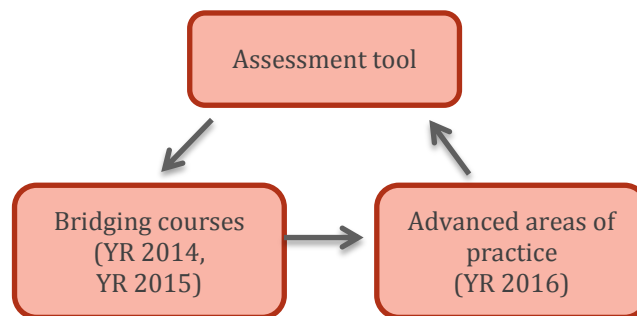 Assessment tool
Bridging courses
(YR 2014,
YR 2015)
Advanced areas of
practice
(YR 2016)